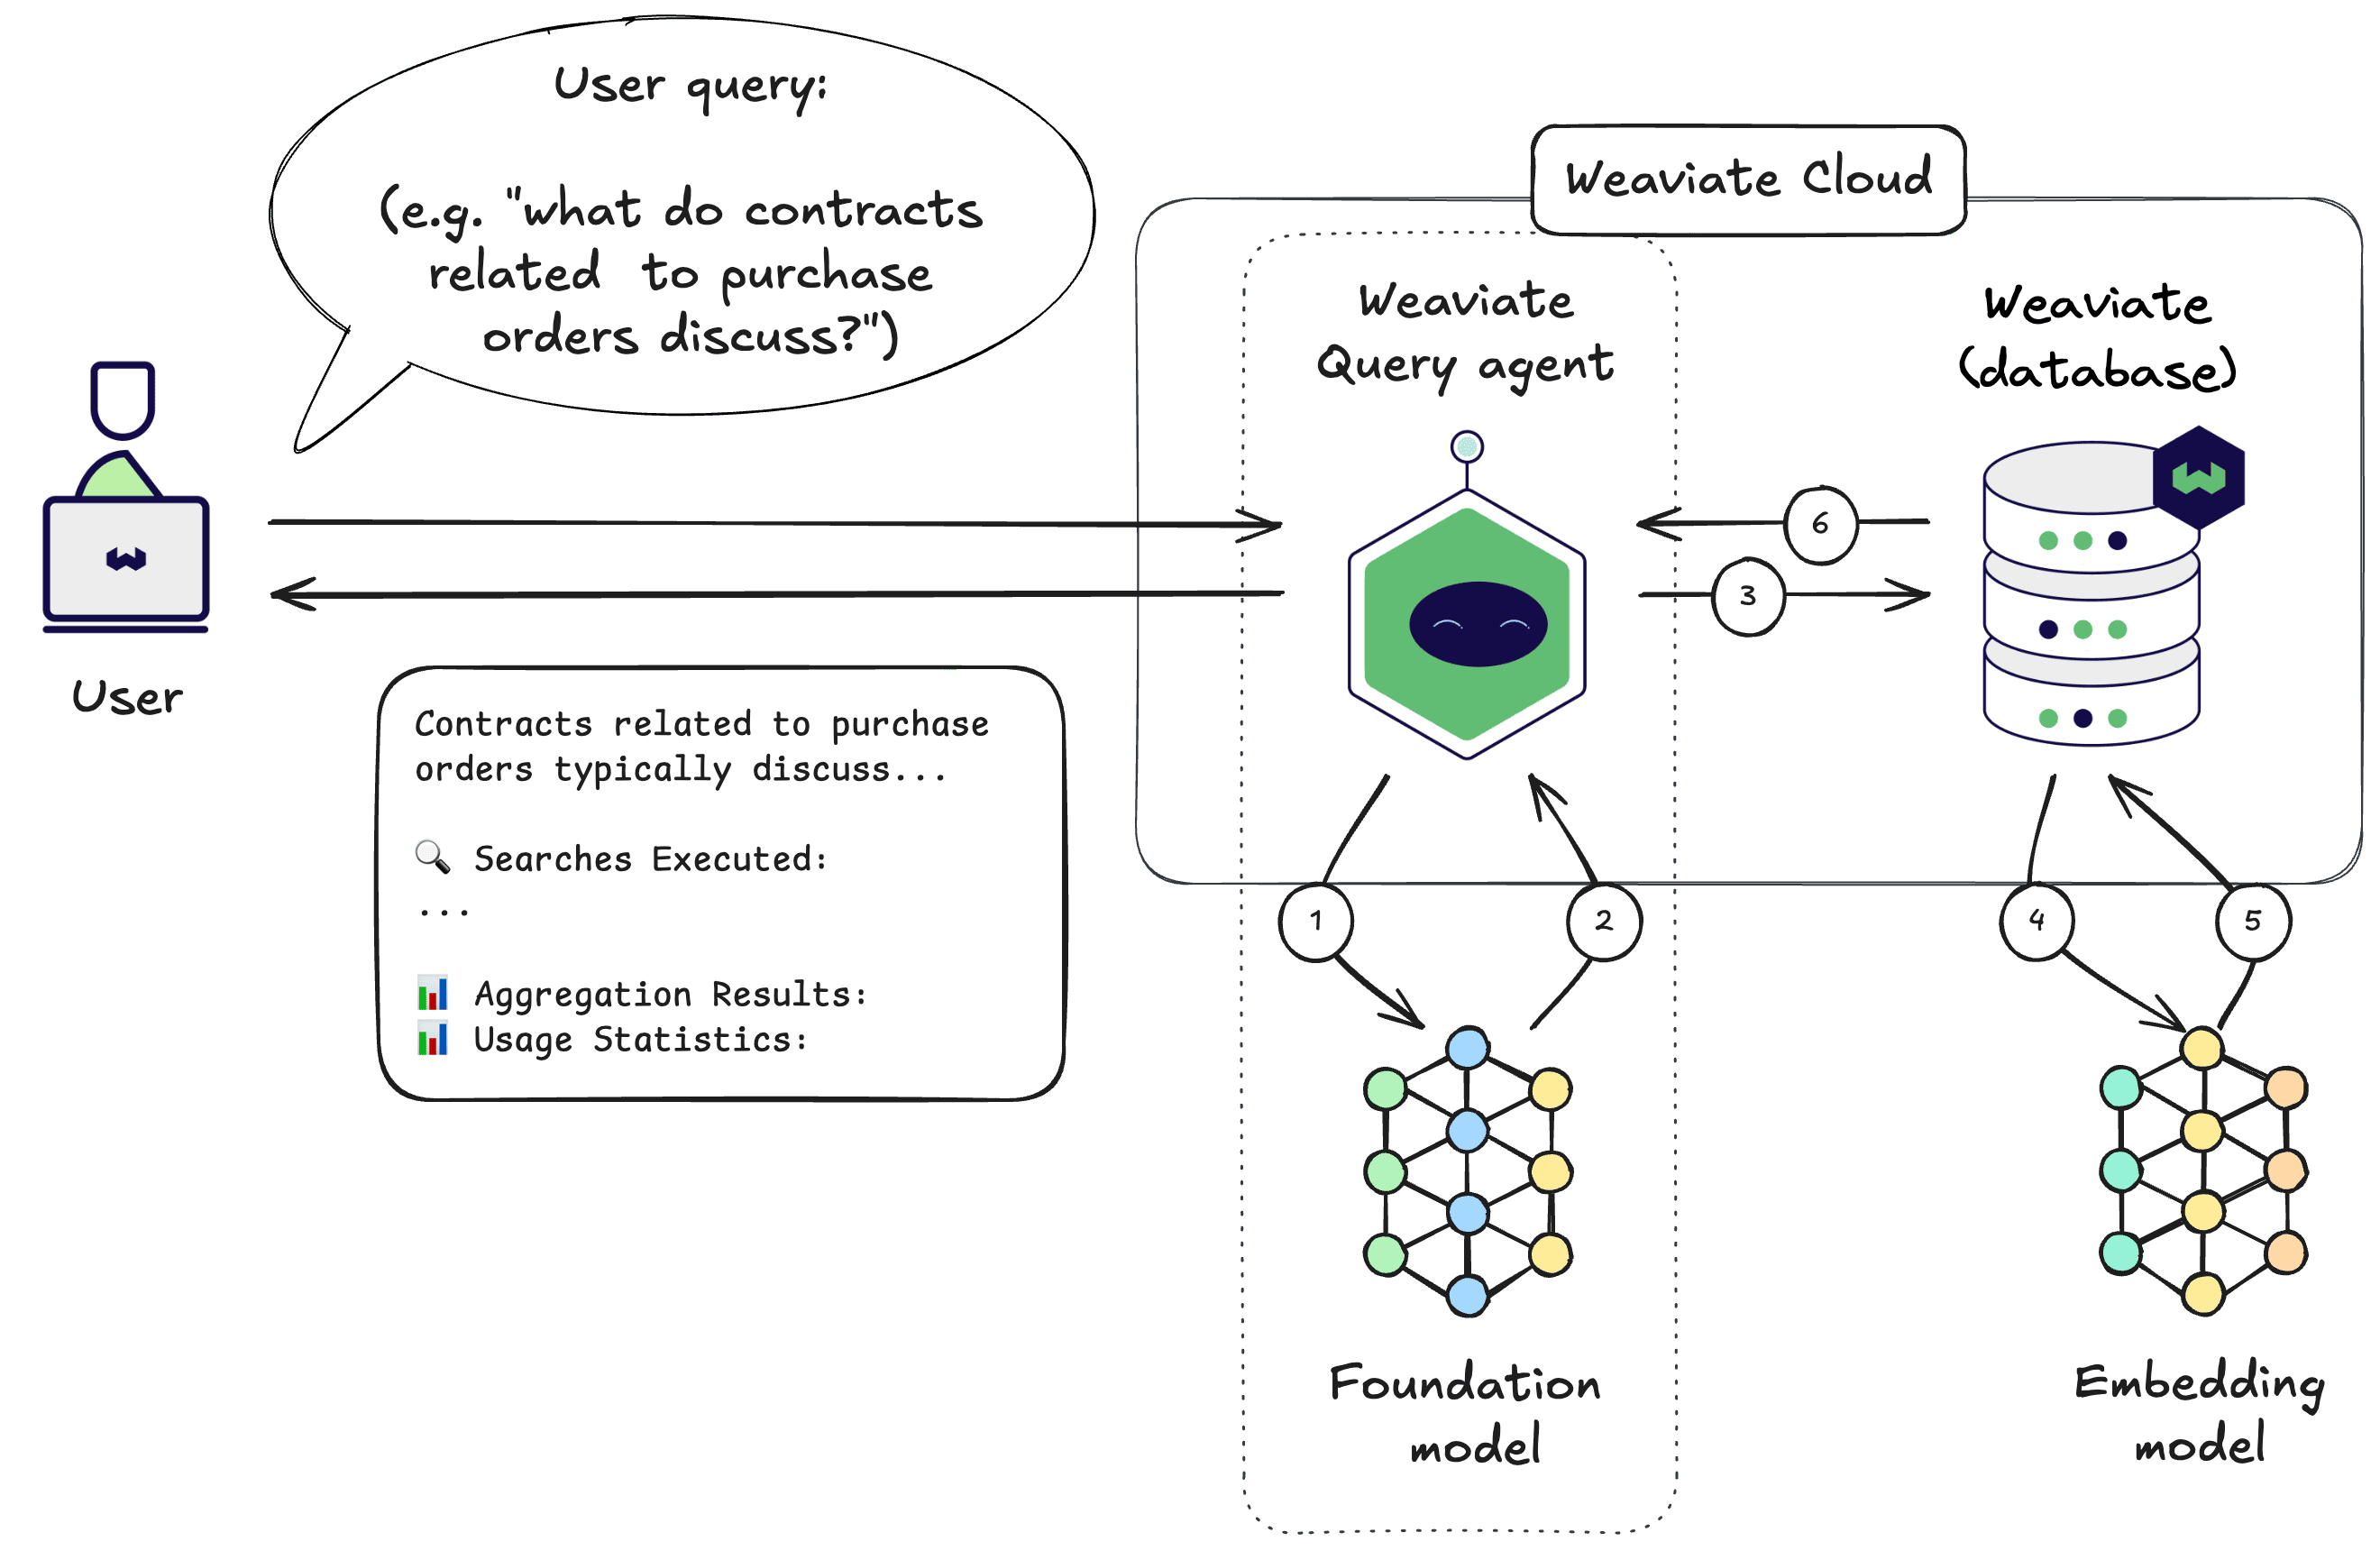 User query:
(e.g. "what do contracts
related to purchase
orders discuss?")
User
Contracts related to purchase
orders typically discuss...
🔍 Searches Executed:
...
📊 Aggregation Results:
📊 Usage Statistics:
Weaviate Cloud
Weaviate
Query agent
Weaviate
(database)
6
3
1
2
4
5
Foundation
model
Embedding
model